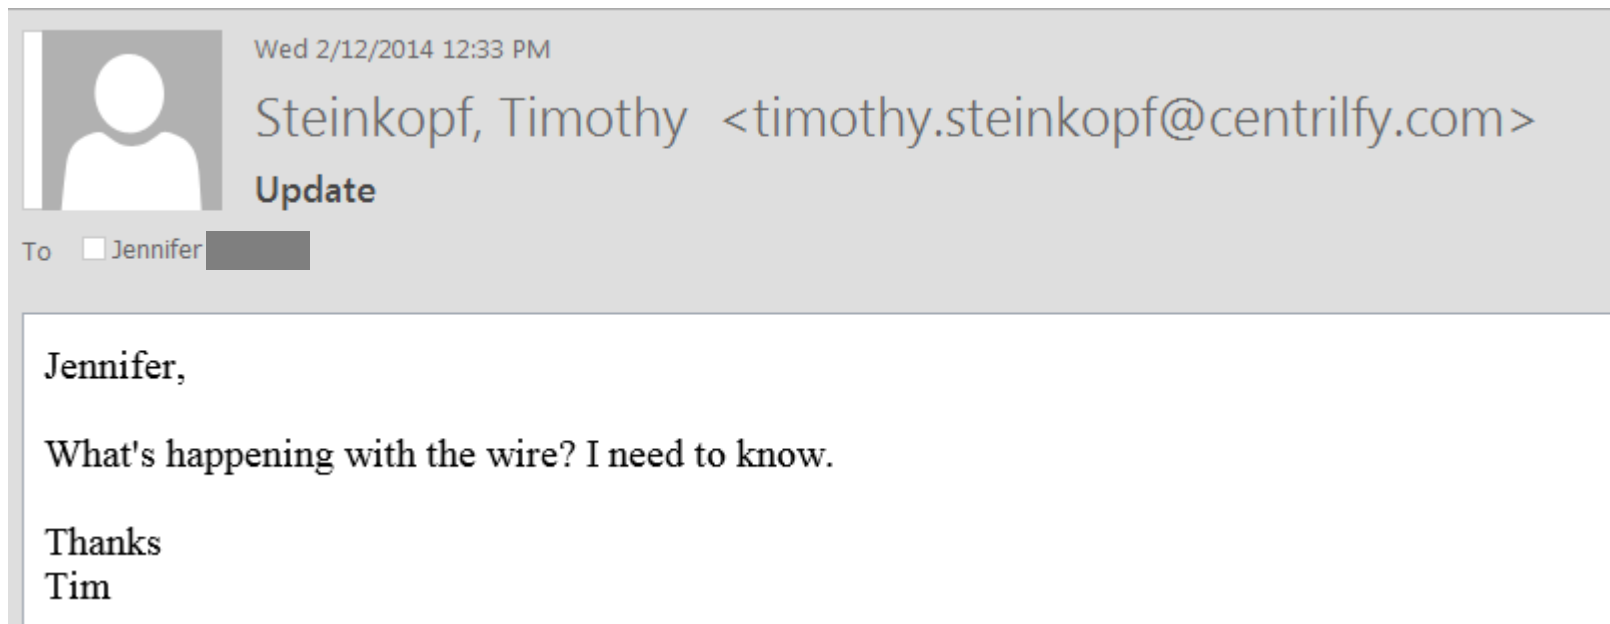 Wed 2/12/2014 12:33 PM
Steinkopf, Timothy <timothy.steinkopf@centrilfy.com>
Update
To Jennifer
Jennifer,
What's happening with the wire? I need to know.
Thanks
Tim